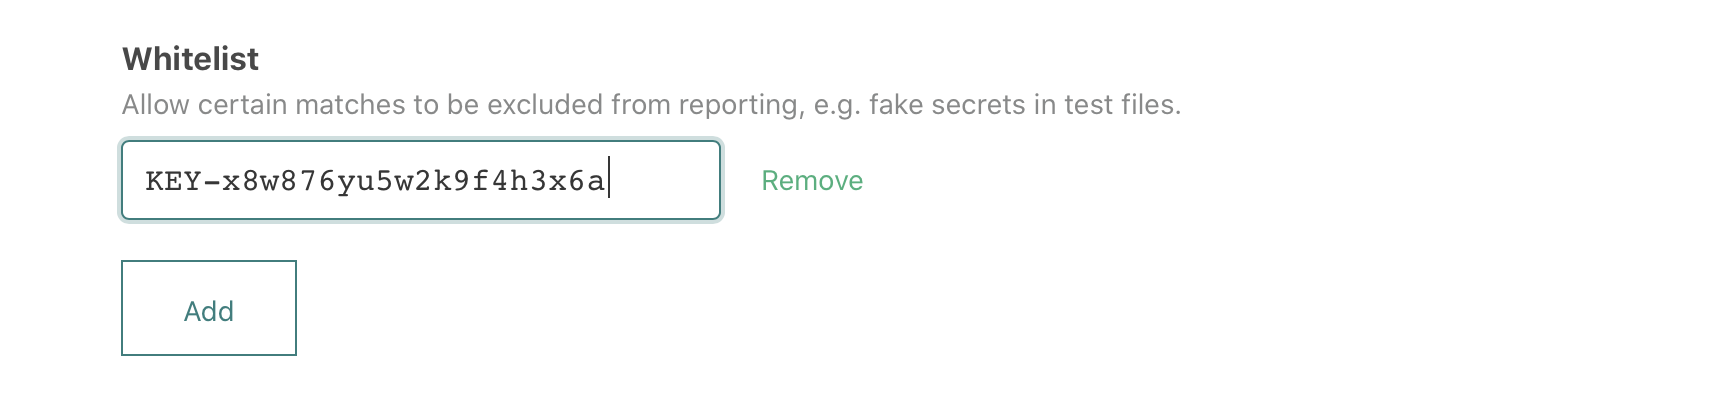 Whitelist
Allow certain matches to be excluded from reporting, e.g. fake secrets in test files.
KEY-x8w876yu5w2k9f4h3x6a
Remove
Add